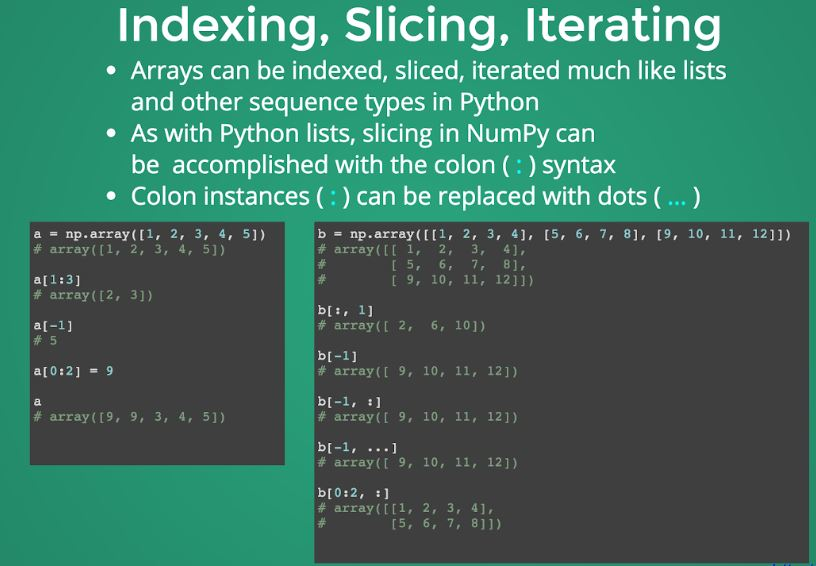 Indexing, Slicing, Iterating
• Arrays can be indexed, sliced, iterated much like lists
and other sequence types in Python
• As with Python lists, slicing in NumPy can
be  accomplished with the colon ( : ) syntax
• Colon instances ( : ) can be replaced with dots ( ... )
a = np.array([1, 2, 3, 4, 5])
# array([1, 2, 3, 4, 5])
a[1:3]
# array([2, 3])
a[-1]
# 5
a[0:2] = 9
a
# array([9, 9, 3, 4, 5])
b = np.array([[1, 2, 3, 4], [5, 6, 7, 8], [9, 10, 11, 12]])
# array([[ 1,  2,  3,  4],
#        [ 5,  6,  7,  8],
#        [ 9, 10, 11, 12]])
b[:, 1]
# array([ 2,  6, 10])
b[-1]
# array([ 9, 10, 11, 12])
b[-1, :]
# array([ 9, 10, 11, 12])
b[-1, ...]
# array([ 9, 10, 11, 12])
b[0:2, :]
# array([[1, 2, 3, 4],
#        [5, 6, 7, 8]])